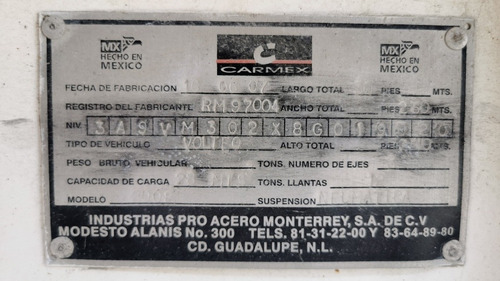 MX HECHO EN MEXICO
CARMEX
MX HECHO EN MEXICO
FECHA DE FABRICACION LARGO TOTAL PIES MTS.
REGISTRO DEL FABRICANTE RM 97004 ANCHO TOTAL PIES MTS.
NIV. 3ASVM302X8G01
TIPO DE VEHICULO VOLTEO ALTO TOTAL PIES MTS.
PESO BRUTO VEHICULAR TONS. NUMERO DE EJES
CAPACIDAD DE CARGA TONS. LLANTAS
MODELO SUSPENSION
INDUSTRIAS PRO ACERO MONTERREY, S.A. DE C.V
MODESTO ALANIS No. 300 TELS. 81-31-22-00 Y 83-64-89-80
CD. GUADALUPE, N.L.